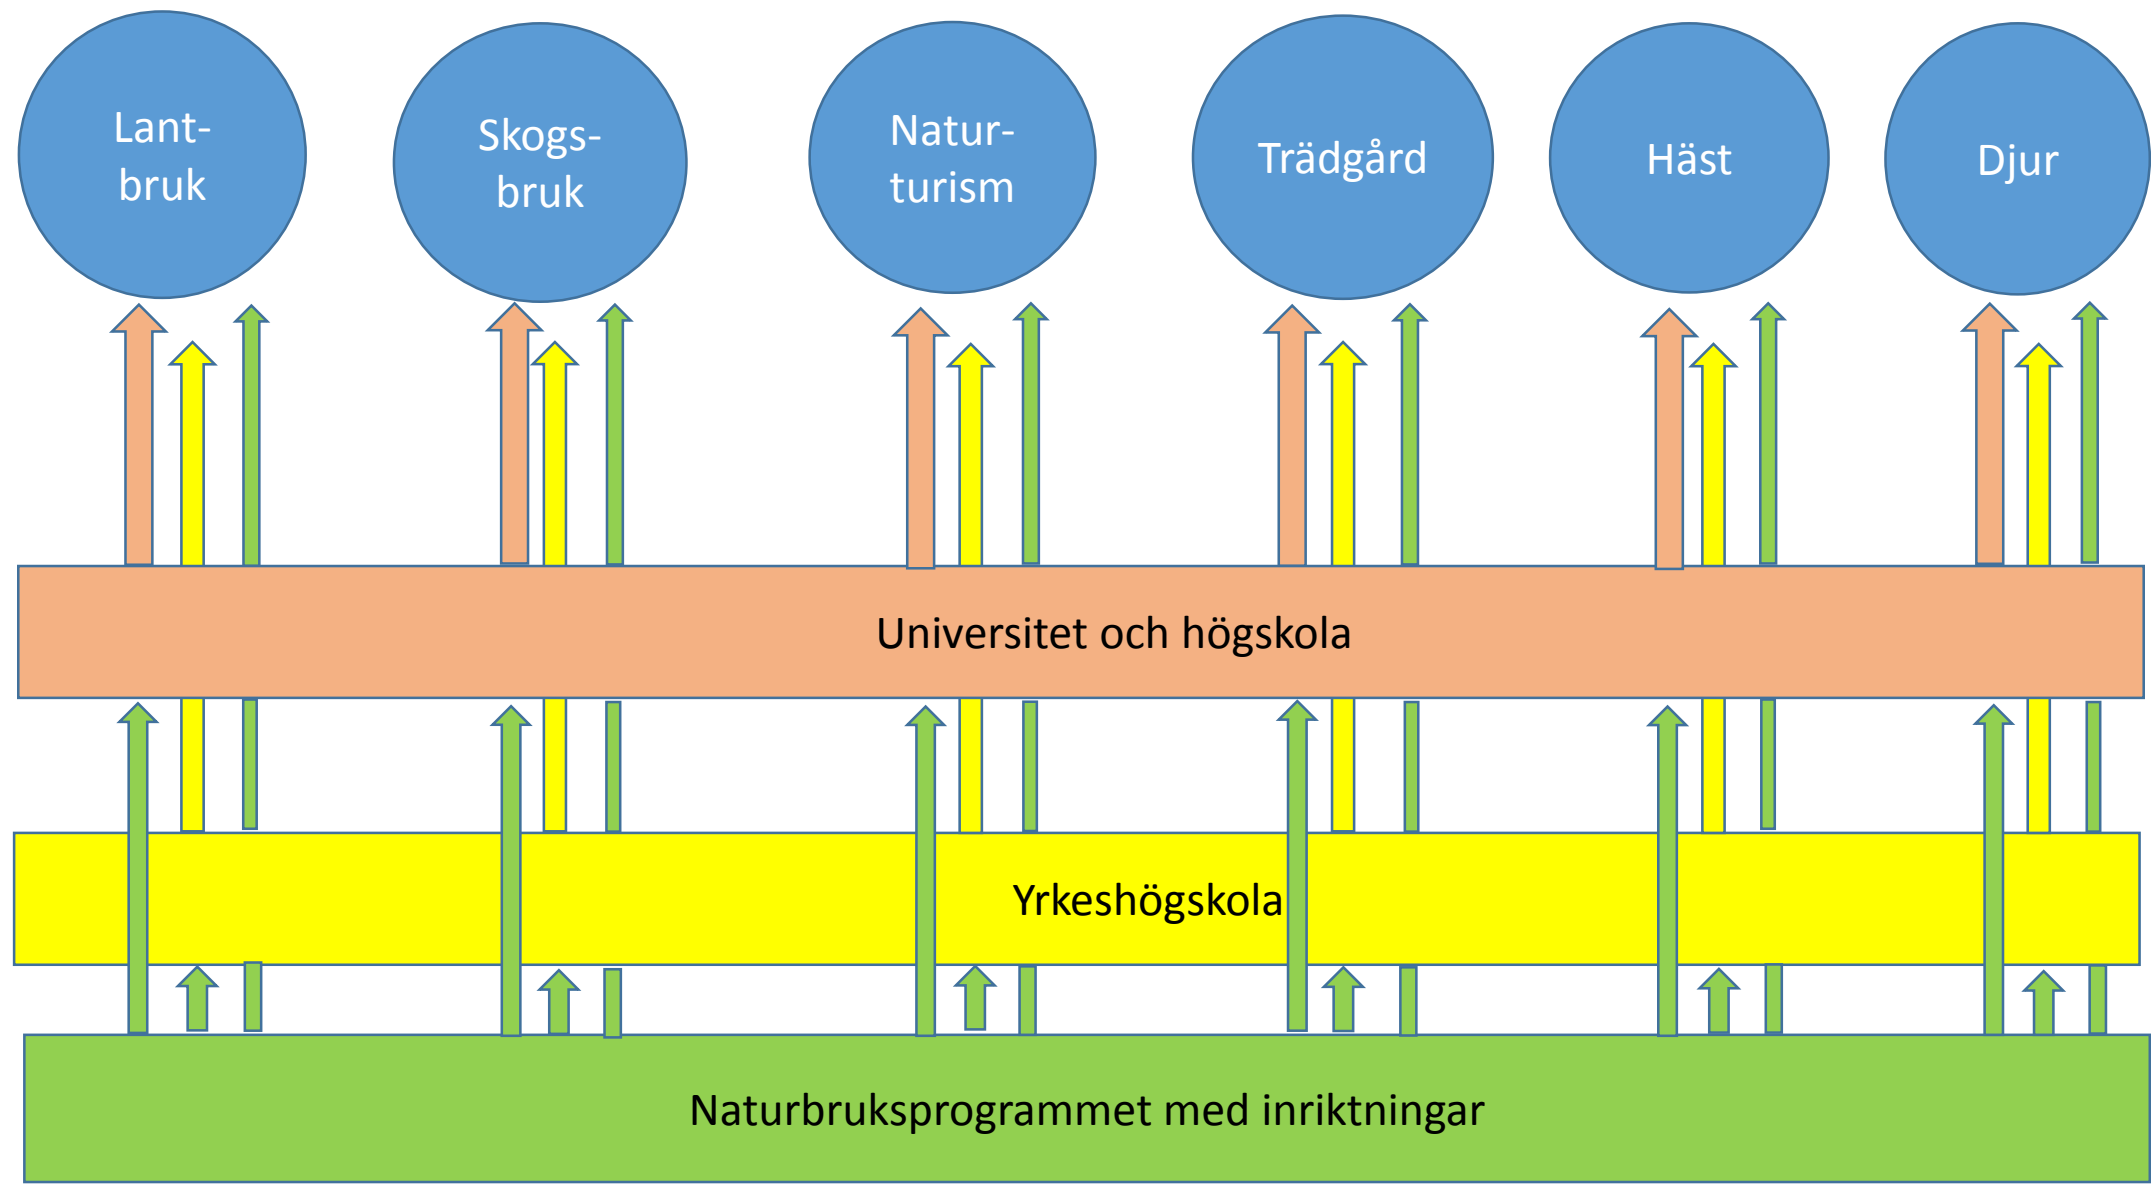 Lant-
bruk
Skogs-
bruk
Natur-
turism
Trädgård
Häst
Djur
Universitet och högskola
Yrkeshögskola
Naturbruksprogrammet med inriktningar